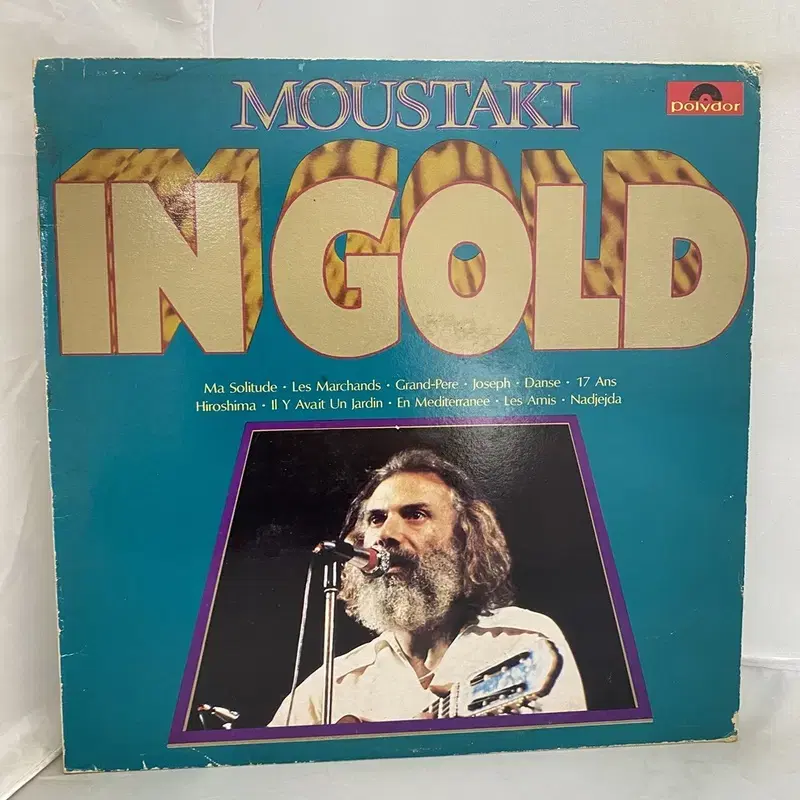 MOUSTAKI
polydor
IN GOLD
Ma Solitude · Les Marchands · Grand-Pere · Joseph · Danse · 17 Ans
Hiroshima · Il Y Avait Un Jardin · En Mediterranee · Les Amis · Nadjejda